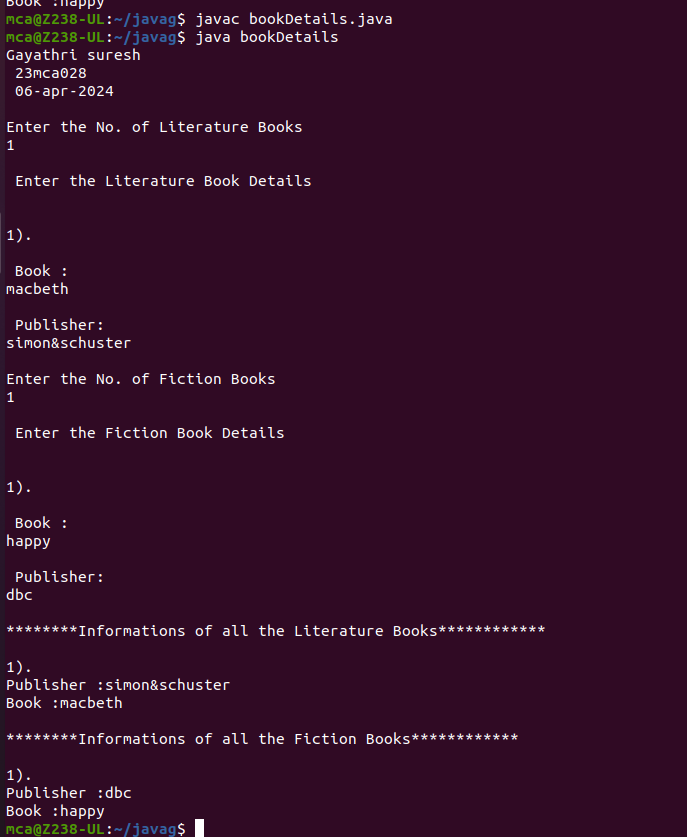 Book :happy
mca@Z238-UL:~/javag$ javac bookDetails.java
mca@Z238-UL:~/javag$ java bookDetails
Gayathri suresh
 23mca028
 06-apr-2024

Enter the No. of Literature Books
1

 Enter the Literature Book Details


1).

 Book :
macbeth

 Publisher:
simon&schuster

Enter the No. of Fiction Books
1

 Enter the Fiction Book Details


1).

 Book :
happy

 Publisher:
dbc

********Informations of all the Literature Books************

1).
Publisher :simon&schuster
Book :macbeth

********Informations of all the Fiction Books************

1).
Publisher :dbc
Book :happy
mca@Z238-UL:~/javag$